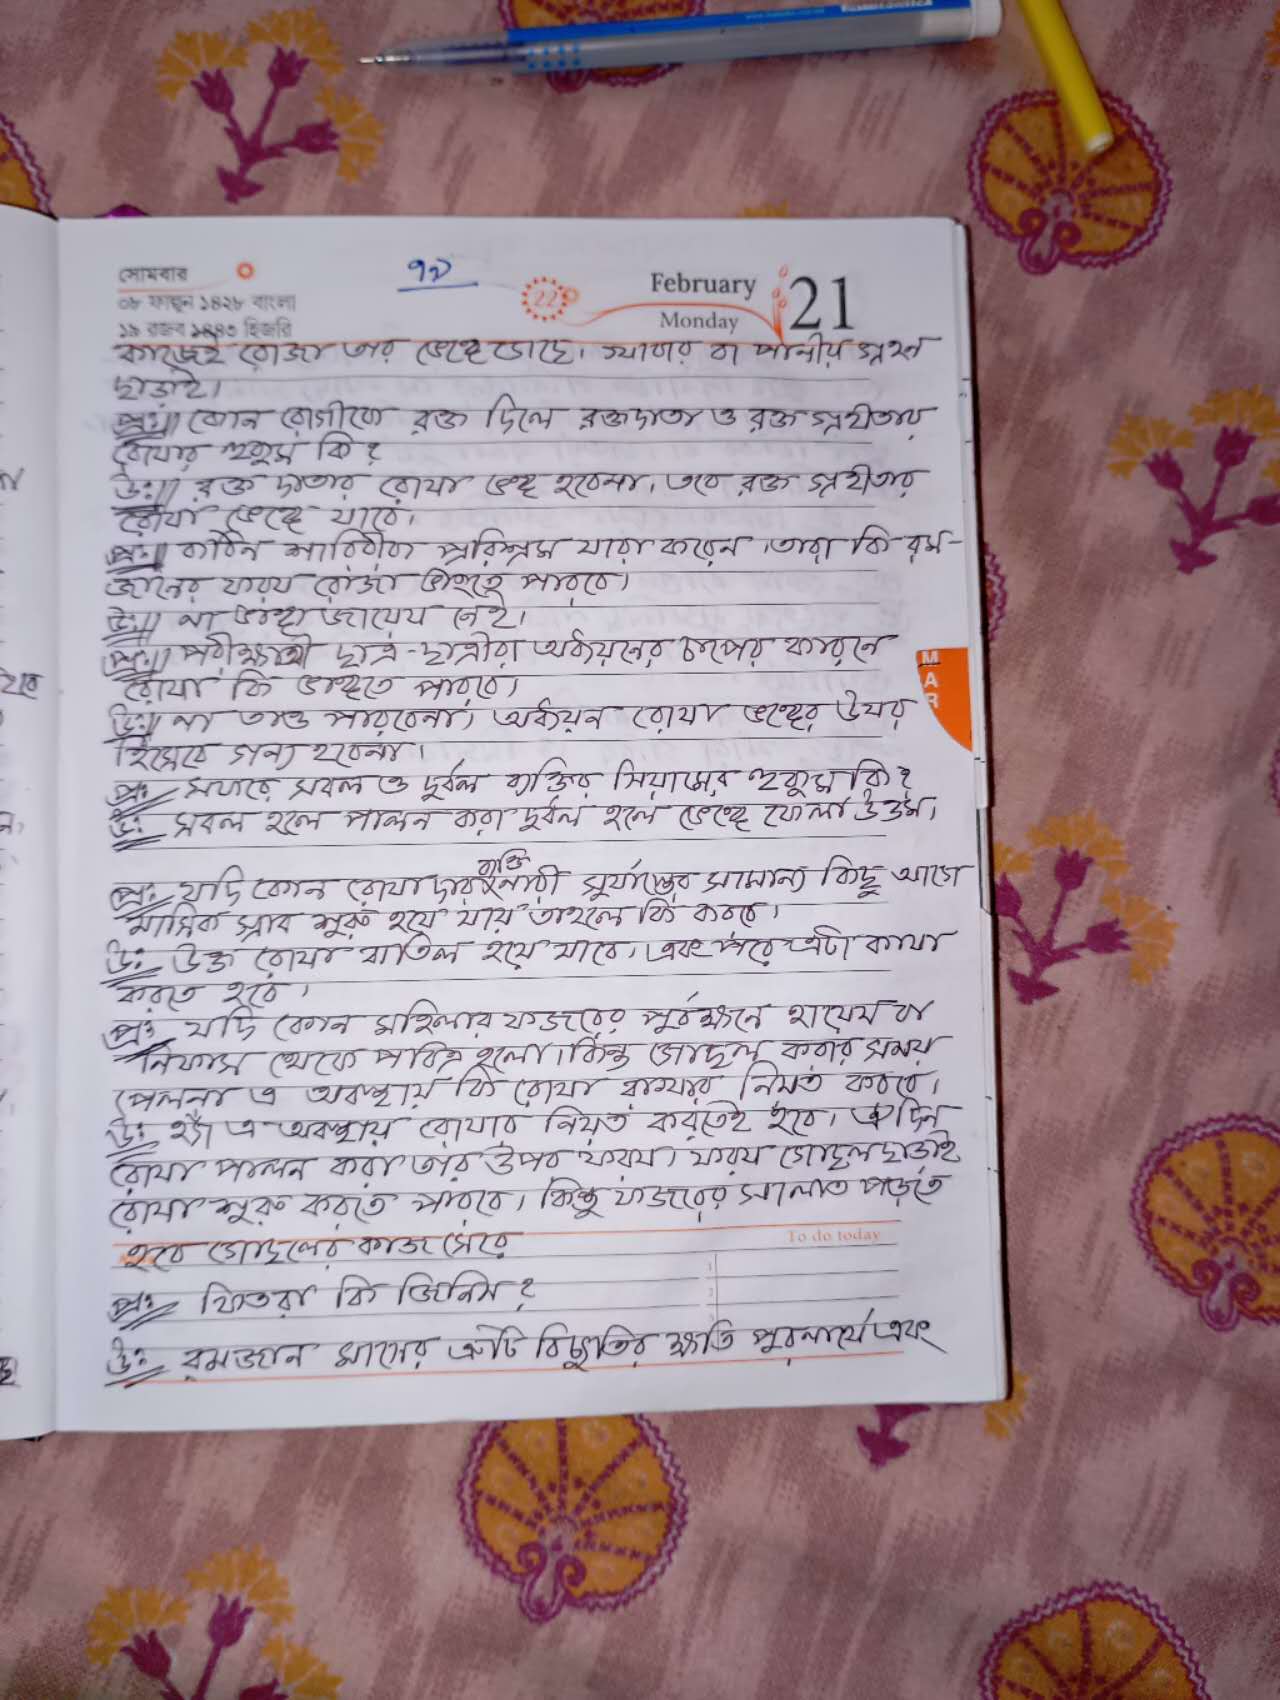 সোমবার
০৮ ফাল্গুন ১৪২৮ বাংলা
১৯ রজব ১৪৪৩ হিজরি
৭৯
22
February
Monday
21
কাজেই রোজা তার ভেঙ্গে গেছে। খাবার বা পানীয় গ্রহণ
ছাড়াই।
প্রঃ।। কোন রোগীকে রক্ত দিলে রক্তদাতা ও রক্ত গ্রহীতার
রোযার হুকুম কি?
উঃ।। রক্ত দাতার রোযা ভঙ্গ হবেনা, তবে রক্ত গ্রহীতার
রোযা ভেঙ্গে যাবে।
প্রঃ।। কঠিন শারিরীক পরিশ্রম যারা করেন, তারা কি রম-
জানের ফরয রোজা ভাঙ্গতে পারবে।
উঃ।। না ভাঙ্গা জায়েয নেই।
প্রঃ।। পরীক্ষার্থী ছাত্র-ছাত্রীরা অধ্যয়নের চাপের কারনে
রোযা কি ভাঙ্গতে পারবে।
উঃ।। না তাও পারবেনা, অধ্যয়ন রোযা ভঙ্গের উযর
হিসেবে গন্য হবেনা।
প্রঃ সফরে সবল ও দুর্বল ব্যক্তির সিয়ামের হুকুম কি?
উঃ সবল হলে পালন করা দুর্বল হলে ভেঙ্গে ফেলা উত্তম।
ব্যক্তি
প্রঃ যদি কোন রোযাদার নারী সুর্যাস্তের সামান্য কিছু আগে
মাসিক স্রাব শুরু হয়ে যায় তাহলে কি করবে।
উঃ উক্ত রোযা বাতিল হয়ে যাবে, এবং পরে এটা কাযা
করতে হবে।
প্রঃ যদি কোন মহিলার ফজরের পূর্বক্ষনে হায়েয বা
নিফাস থেকে পবিত্র হলো। কিন্তু গোছল করার সময়
পেলনা এ অবস্থায় কি রোযা রাখার নিয়ত করবে।
উঃ হ্যাঁ এ অবস্থায় রোযার নিয়ত করতেই হবে। ঐদিন
রোযা পালন করা তার উপর ফরয। ফরয গোছল ছাড়াই
রোযা শুরু করতে পারবে, কিন্তু ফজরের সালাত পড়তে
হবে গোছলের কাজ সেরে
To do today
প্রঃ ফিতরা কি জিনিস?
উঃ রমজান মাসের ত্রুটি বিচ্যুতির ক্ষতি পুরনার্থে এবং
MAR